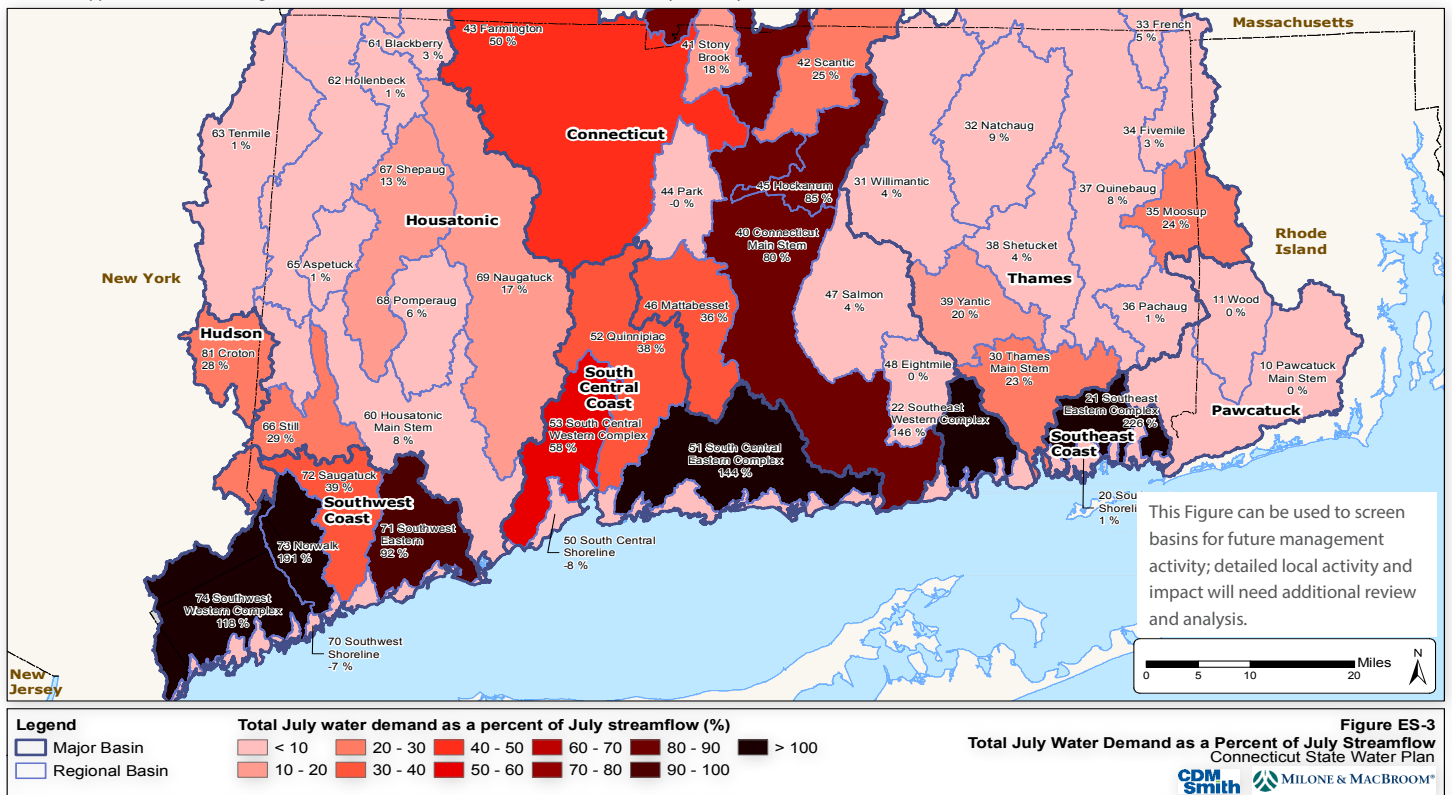 Massachusetts
33 French
5 %
43 Farmington
50 %
61 Blackberry
3 %
41 Stony
Brook
18 %
42 Scantic
25 %
62 Hollenbeck
1 %
63 Tenmile
1 %
Connecticut
32 Natchaug
9 %
34 Fivemile
3 %
67 Shepaug
13 %
44 Park
-0 %
45 Hockanum
85 %
31 Willimantic
4 %
37 Quinebaug
8 %
35 Moosup
24 %
Housatonic
40 Connecticut
Main Stem
80 %
38 Shetucket
4 %
Rhode
Island
New York
65 Aspetuck
1 %
69 Naugatuck
17 %
Thames
68 Pomperaug
6 %
46 Mattabesset
36 %
47 Salmon
4 %
39 Yantic
20 %
36 Pachaug
1 %
11 Wood
0 %
Hudson
81 Croton
28 %
52 Quinnipiac
38 %
48 Eightmile
0 %
30 Thames
Main Stem
23 %
10 Pawcatuck
Main Stem
0 %
South
Central
Coast
60 Housatonic
Main Stem
8 %
66 Still
29 %
53 South Central
Western Complex
58 %
22 Southeast
Western Complex
146 %
21 Southeast
Eastern Complex
226 %
Pawcatuck
Southeast
Coast
51 South Central
Eastern Complex
144 %
72 Saugatuck
39 %
Southwest
Coast
71 Southwest
Eastern
92 %
73 Norwalk
191 %
50 South Central
Shoreline
-8 %
20 Sou
Shoreli
1 %
74 Southwest
Western Complex
118 %
70 Southwest
Shoreline
-7 %
New
Jersey
This Figure can be used to screen
basins for future management
activity; detailed local activity and
impact will need additional review
and analysis.
N
Miles
0 5 10 20
Legend
Major Basin
Regional Basin
Total July water demand as a percent of July streamflow (%)
< 10 20 - 30 40 - 50 60 - 70 80 - 90 > 100
10 - 20 30 - 40 50 - 60 70 - 80 90 - 100
Figure ES-3
Total July Water Demand as a Percent of July Streamflow
Connecticut State Water Plan
CDM
Smith
MILONE & MACBROOM®